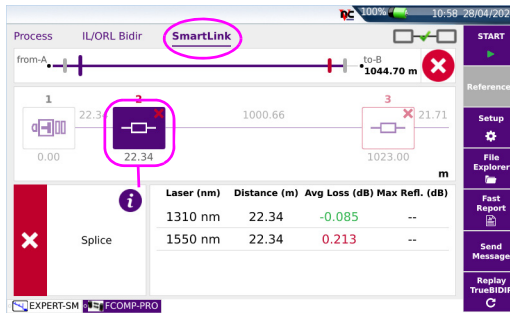 100% 10:58 28/04/202
Process IL/ORL Bidir SmartLink
START
from-A to-B
1044.70 m
Reference
1 2 3
22.34 1000.66 21.71
Setup
0.00 22.34 1023.00
m
File
Explorer
Laser (nm) Distance (m) Avg Loss (dB) Max Refl. (dB)
1310 nm 22.34 -0.085 --
Splice 1550 nm 22.34 0.213 --
Fast
Report
Send
Message
Replay
TrueBIDIR
EXPERT-SM FCOMP-PRO